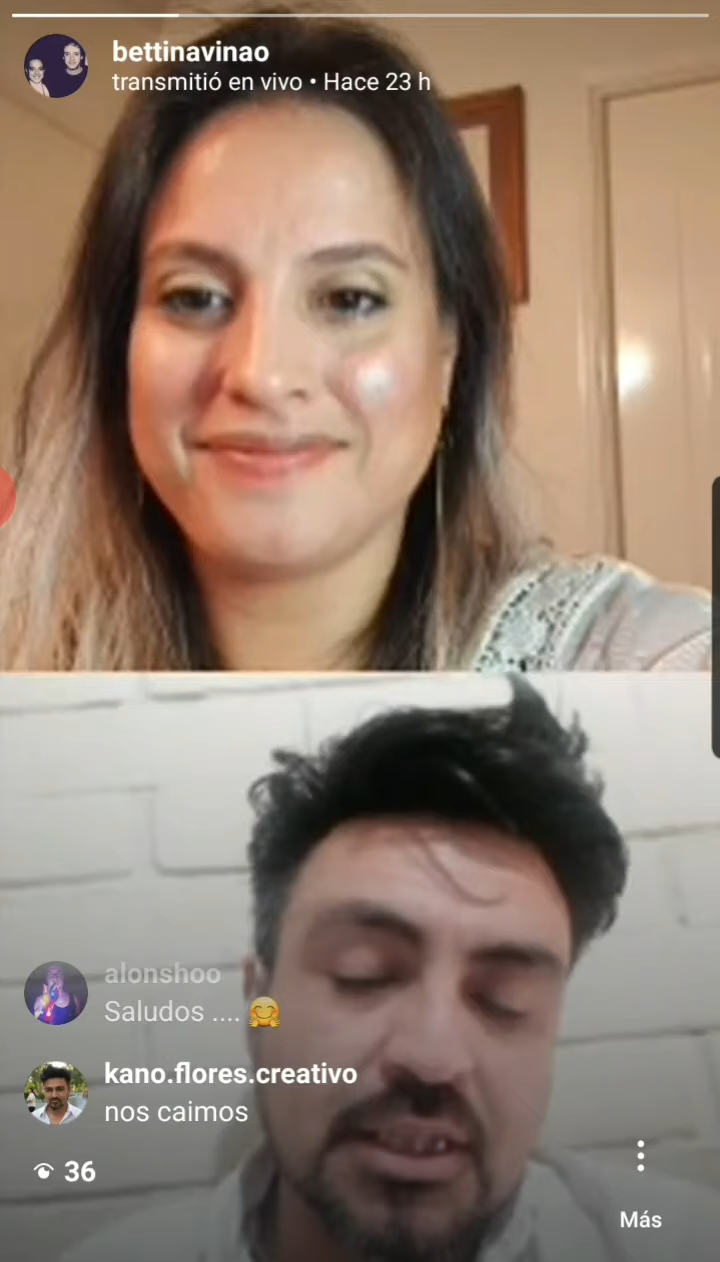 bettinavinao
transmitió en vivo • Hace 23 h
alonshoo
Saludos .... 🤗
kano.flores.creativo
nos caimos
36
Más